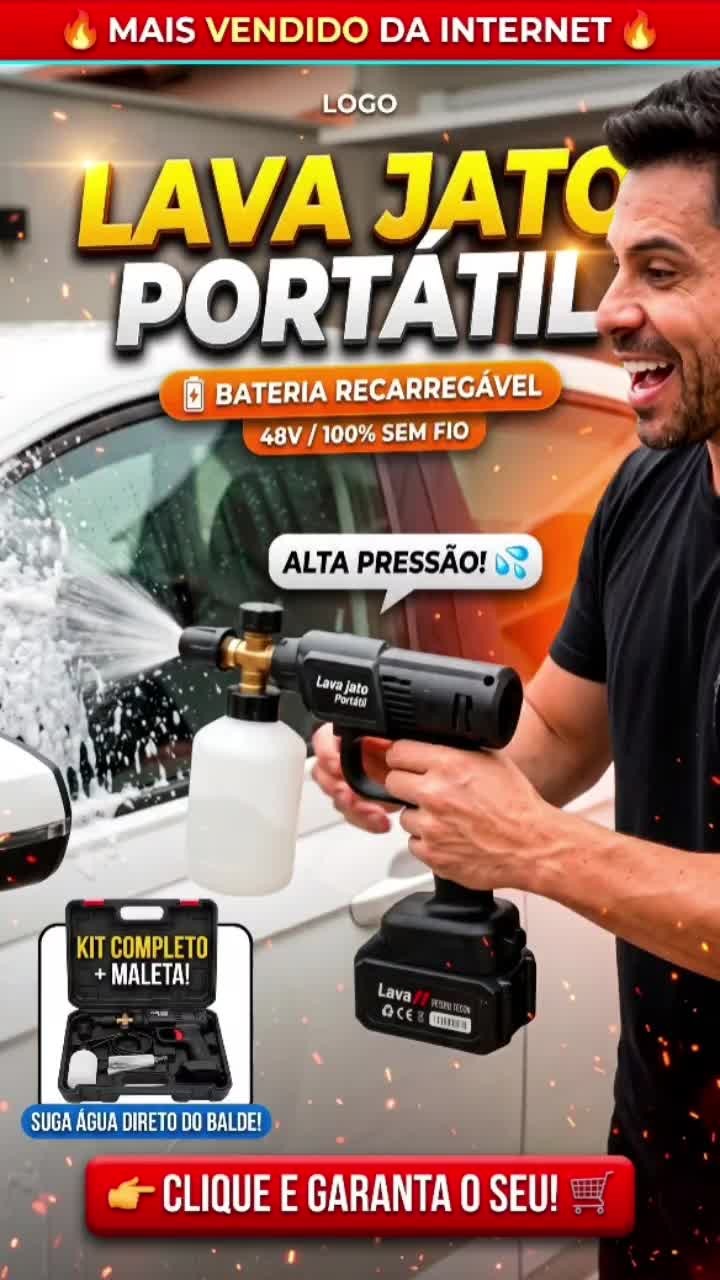 🔥 MAIS VENDIDO DA INTERNET 🔥
LOGO
LAVA JATO
PORTÁTIL
BATERIA RECARREGÁVEL
48V / 100% SEM FIO
ALTA PRESSÃO! 💦
Lava jato
Portátil
Lava
CE
KIT COMPLETO
+ MALETA!
SUGA ÁGUA DIRETO DO BALDE!
👉 CLIQUE E GARANTA O SEU! 🛒